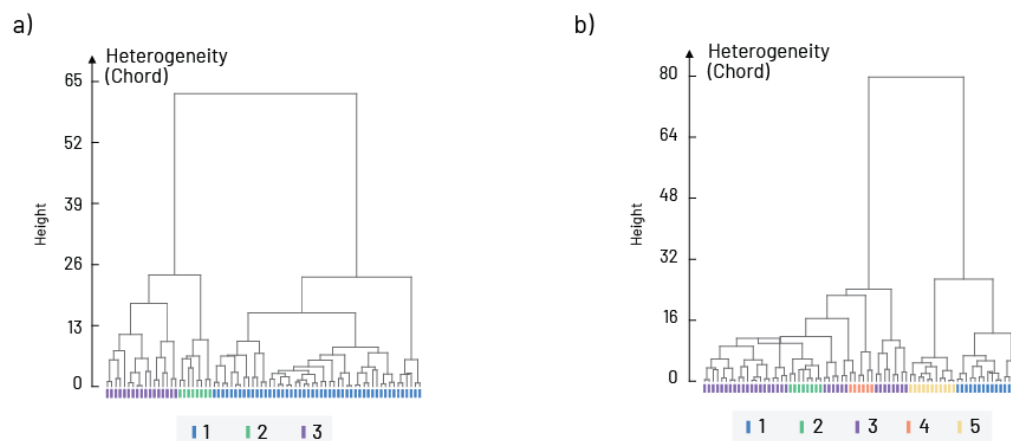 a)
Heterogeneity
(Chord)
65
52
39
26
13
0
Height
1 2 3
b)
Heterogeneity
(Chord)
80
64
48
32
16
0
Height
1 2 3 4 5